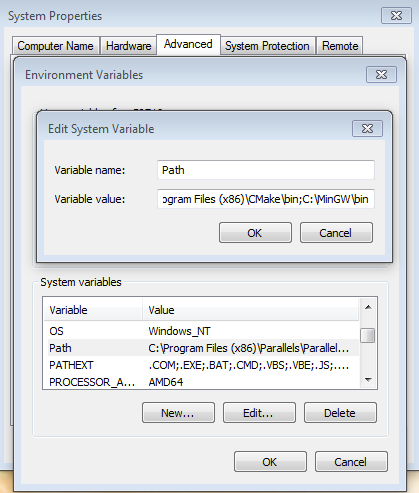 System Properties
Computer Name Hardware Advanced System Protection Remote
Environment Variables
Edit System Variable
Variable name: Path
Variable value: ogram Files (x86)\CMake\bin;C:\MinGW\bin
OK Cancel
System variables
Variable Value
OS Windows_NT
Path C:\Program Files (x86)\Parallels\Parallel...
PATHEXT .COM;.EXE;.BAT;.CMD;.VBS;.VBE;.JS;....
PROCESSOR_A... AMD64
New... Edit... Delete
OK Cancel